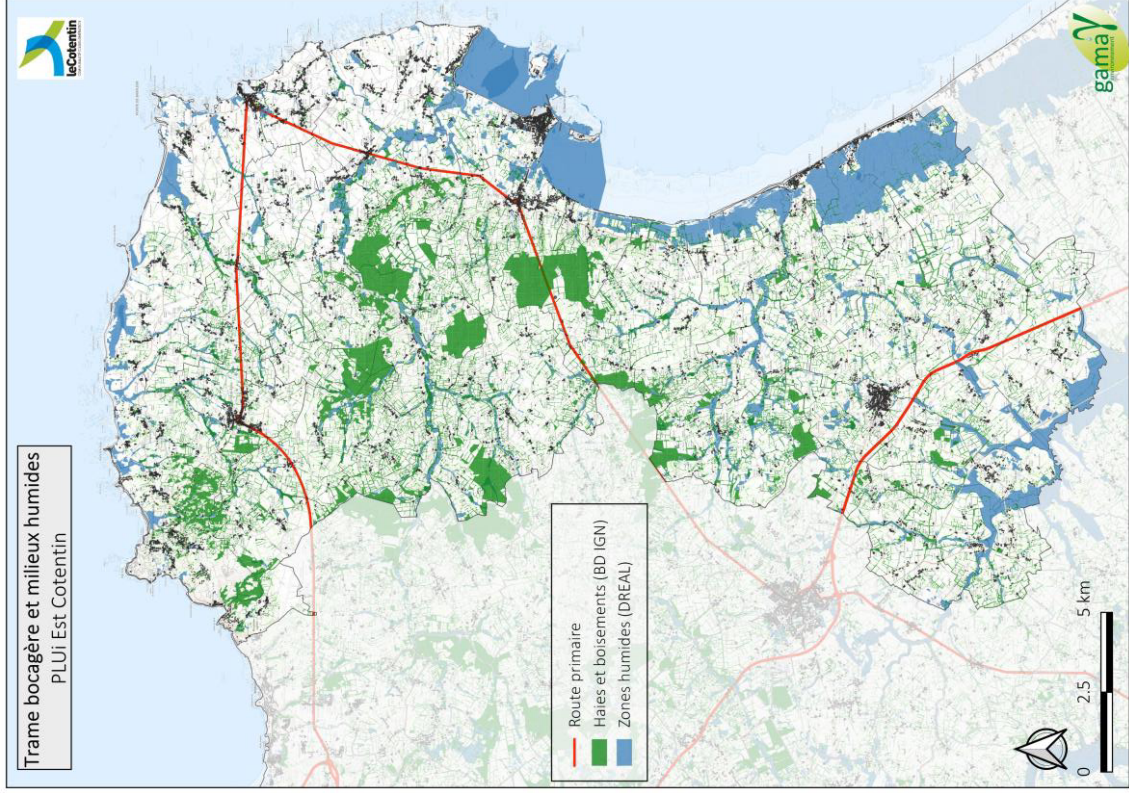 Trame bocagère et milieux humides
PLUi Est Cotentin
leCotentin
Route primaire
Haies et boisements (BD IGN)
Zones humides (DREAL)
0 2.5 5 km
gama
environnement